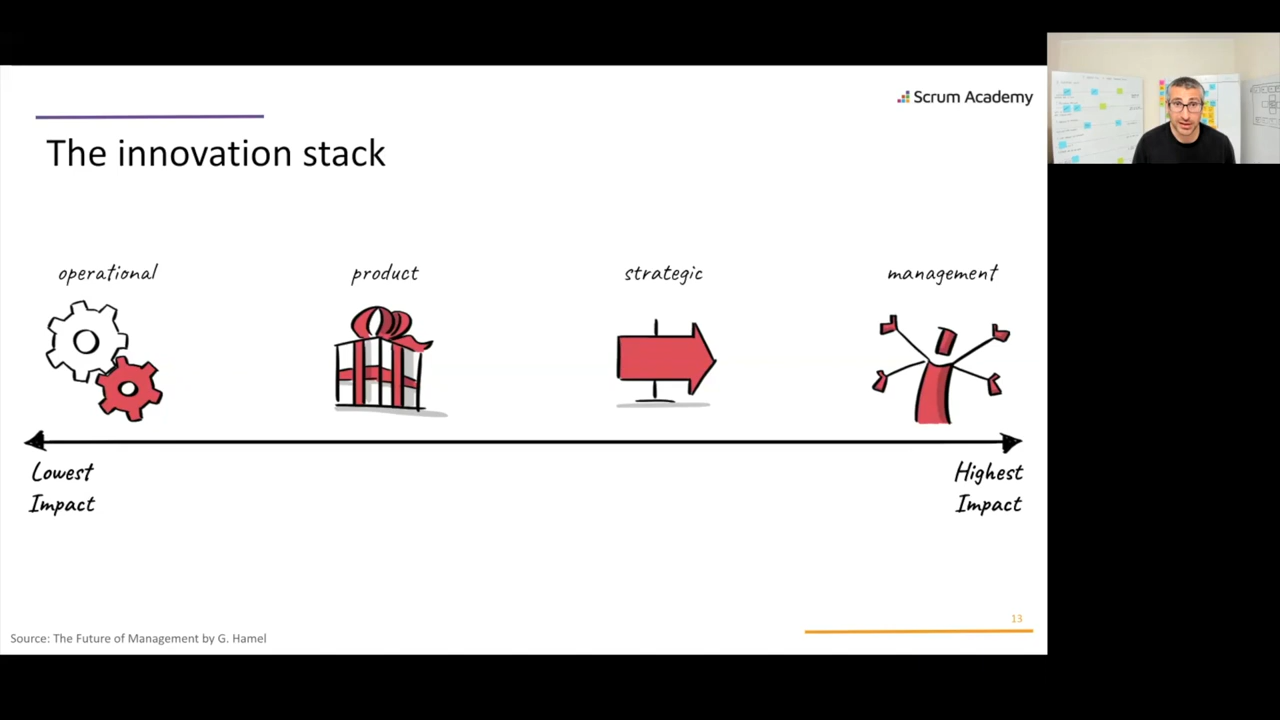 Scrum Academy
The innovation stack
operational
product
strategic
management
Lowest
Impact
Highest
Impact
13
Source: The Future of Management by G. Hamel